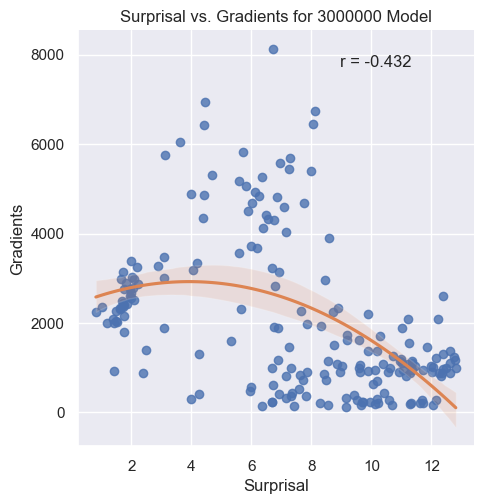 Surprisal vs. Gradients for 3000000 Model
r = -0.432
8000
6000
4000
2000
0
Gradients
2 4 6 8 10 12
Surprisal